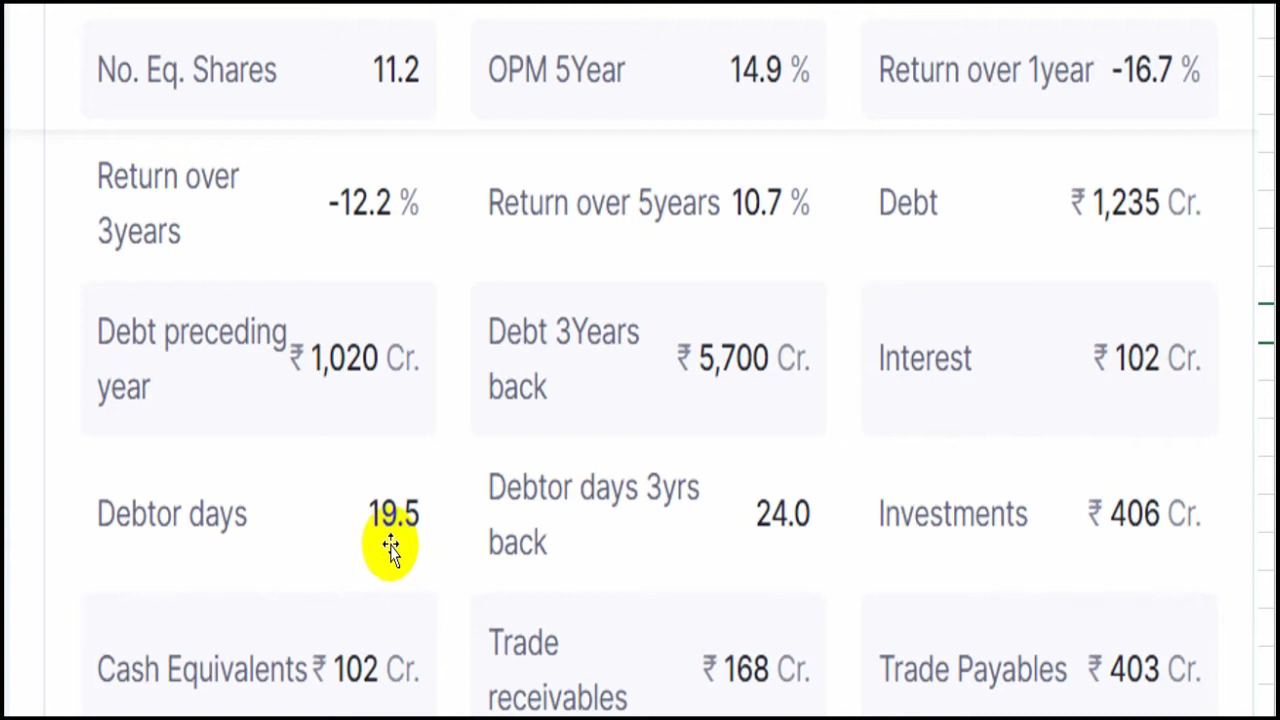 No. Eq. Shares 11.2
OPM 5Year 14.9 %
Return over 1year -16.7 %
Return over
3years
-12.2 %
Return over 5years 10.7 %
Debt ₹ 1,235 Cr.
Debt preceding
year
₹ 1,020 Cr.
Debt 3Years
back
₹ 5,700 Cr.
Interest ₹ 102 Cr.
Debtor days 19.5
Debtor days 3yrs
back
24.0
Investments ₹ 406 Cr.
Cash Equivalents ₹ 102 Cr.
Trade
receivables
₹ 168 Cr.
Trade Payables ₹ 403 Cr.